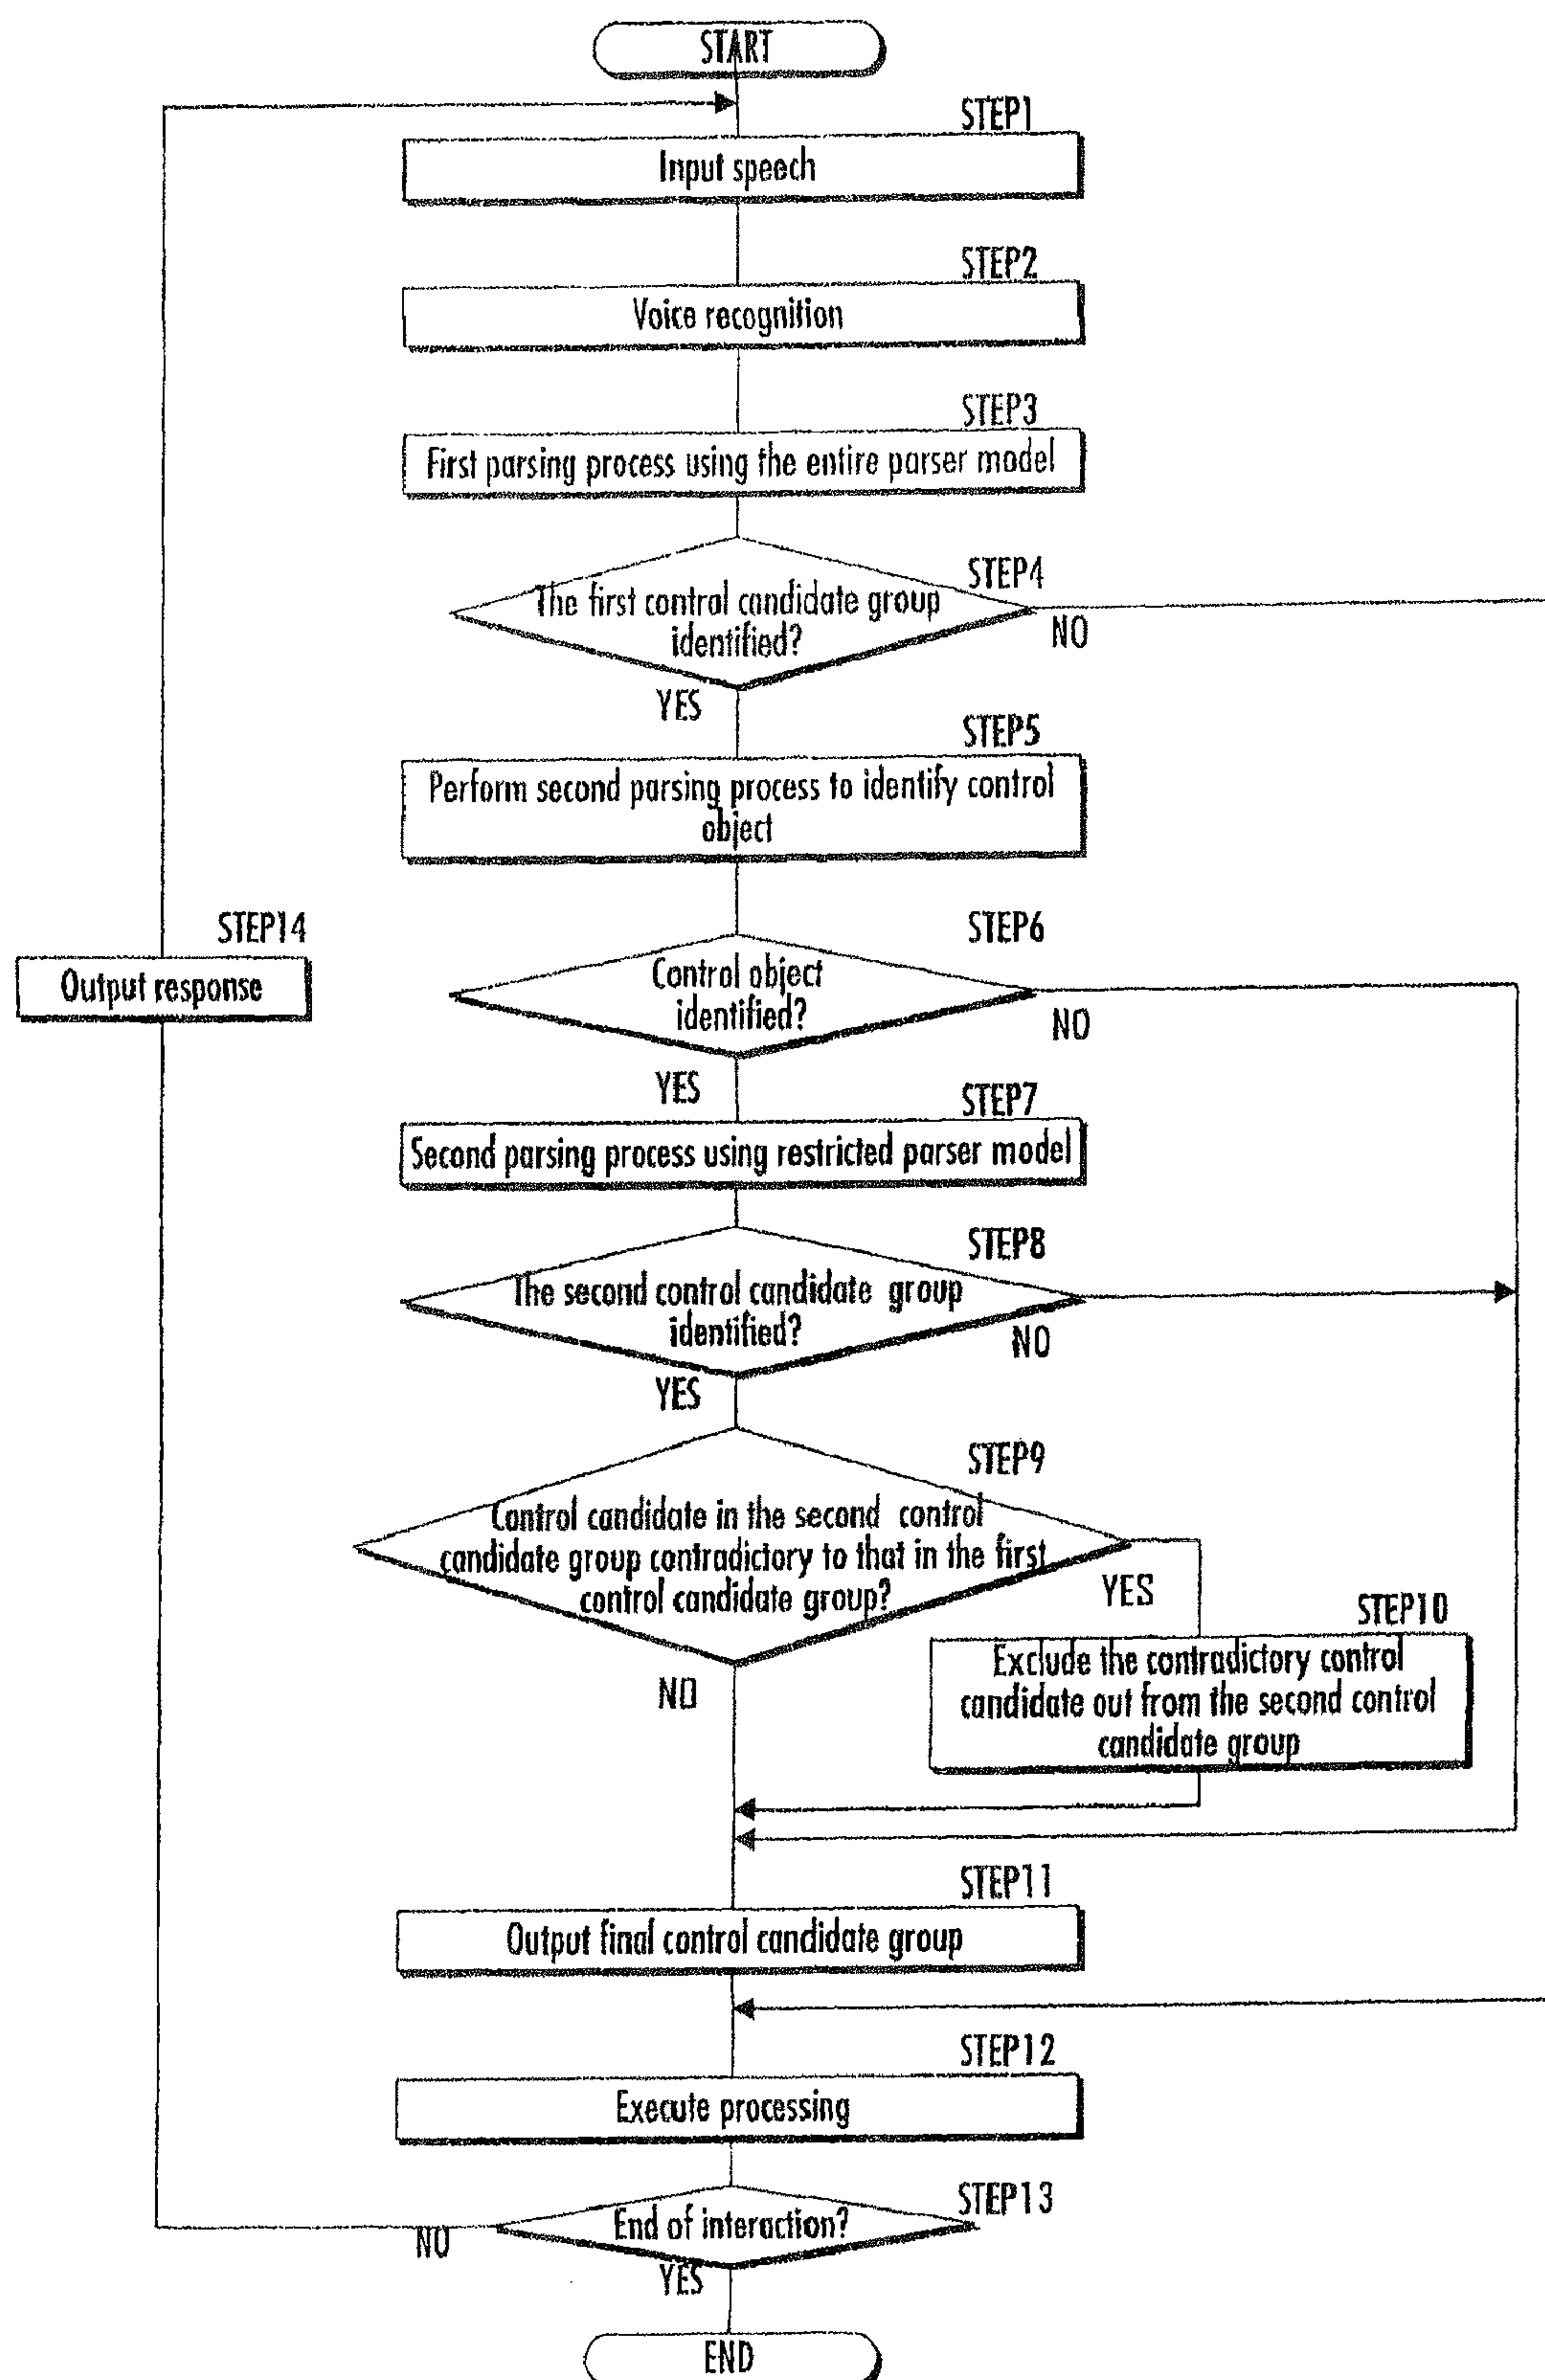 START
STEP1
Input speech
STEP2
Voice recognition
STEP3
First parsing process using the entire parser model
STEP4
The first control candidate group
identified?
NO
YES
STEP5
Perform second parsing process to identify control
object
STEP14
Output response
STEP6
Control object
identified?
NO
YES
STEP7
Second parsing process using restricted parser model
STEP8
The second control candidate group
identified?
NO
YES
STEP9
Control candidate in the second control
candidate group contradictory to that in the first
control candidate group?
YES
NO
STEP10
Exclude the contradictory control
candidate out from the second control
candidate group
STEP11
Output final control candidate group
STEP12
Execute processing
STEP13
End of interaction?
NO
YES
END